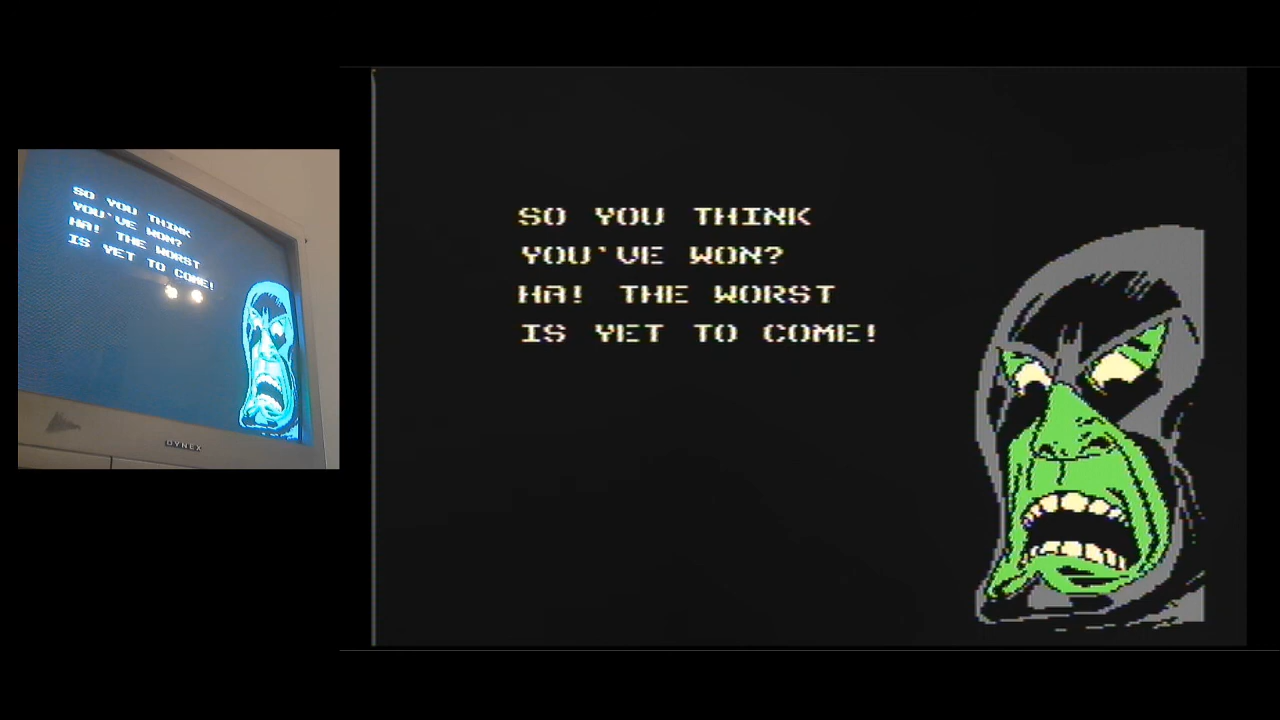 SO YOU THINK
YOU'VE WON?
HA! THE WORST
IS YET TO COME!
SO YOU THINK
YOU'VE WON?
HA! THE WORST
IS YET TO COME!
DYNEX